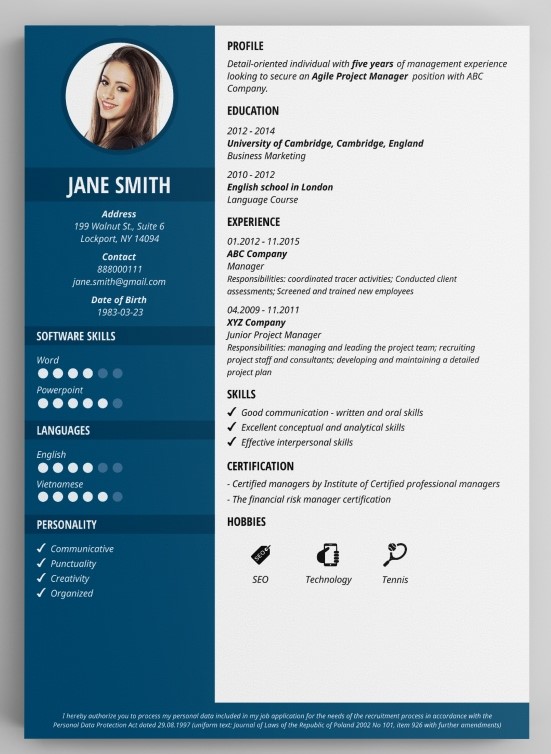 JANE SMITH
Address
199 Walnut St., Suite 6
Lockport, NY 14094
Contact
888000111
jane.smith@gmail.com
Date of Birth
1983-03-23
SOFTWARE SKILLS
Word
Powerpoint
LANGUAGES
English
Vietnamese
PERSONALITY
✓ Communicative
✓ Punctuality
✓ Creativity
✓ Organized
PROFILE
Detail-oriented individual with five years of management experience
looking to secure an Agile Project Manager position with ABC
Company.
EDUCATION
2012 - 2014
University of Cambridge, Cambridge, England
Business Marketing
2010 - 2012
English school in London
Language Course
EXPERIENCE
01.2012 - 11.2015
ABC Company
Manager
Responsibilities: coordinated tracer activities; Conducted client
assessments; Screened and trained new employees
04.2009 - 11.2011
XYZ Company
Junior Project Manager
Responsibilities: managing and leading the project team; recruiting
project staff and consultants; developing and maintaining a detailed
project plan
SKILLS
✓ Good communication - written and oral skills
✓ Excellent conceptual and analytical skills
✓ Effective interpersonal skills
CERTIFICATION
- Certified managers by Institute of Certified professional managers
- The financial risk manager certification
HOBBIES
SEO
SEO
Technology
Tennis
I hereby authorize you to process my personal data included in my job application for the needs of the recruitment process in accordance with the
Personal Data Protection Act dated 29.08.1997 (uniform text: Journal of Laws of the Republic of Poland 2002 No 101, item 926 with further amendments)